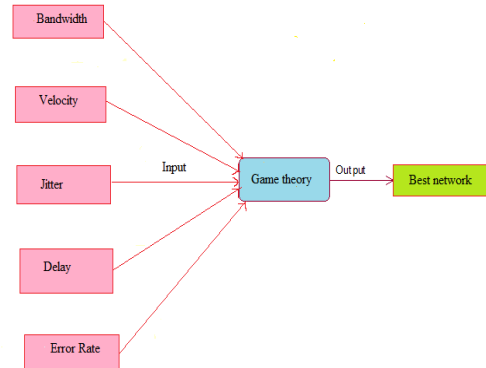 Bandwidth
Velocity
Jitter
Delay
Error Rate
Input
Game theory
Output
Best network